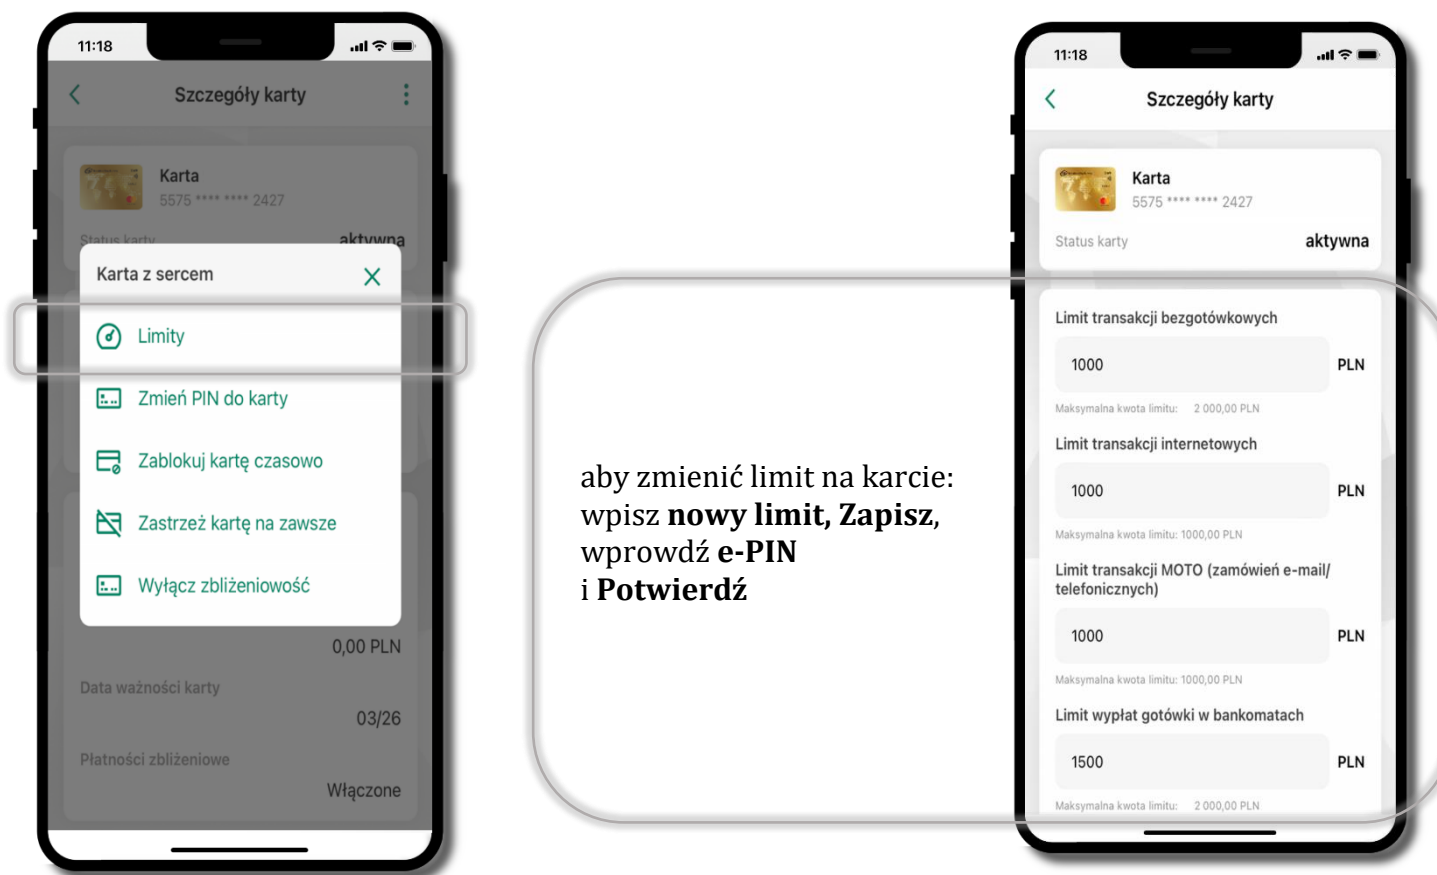 11:18
Szczegóły karty
Karta
5575 **** **** 2427
Status karty
aktywna
Karta z sercem
Limity
Zmień PIN do karty
Zablokuj kartę czasowo
Zastrzeż kartę na zawsze
Wyłącz zbliżeniowość
0,00 PLN
Data ważności karty
03/26
Płatności zbliżeniowe
Włączone
aby zmienić limit na karcie:
wpisz nowy limit, Zapisz,
wprowdź e-PIN
i Potwierdź
11:18
Szczegóły karty
Karta
5575 **** **** 2427
Status karty
aktywna
Limit transakcji bezgotówkowych
1000 PLN
Maksymalna kwota limitu: 2 000,00 PLN
Limit transakcji internetowych
1000 PLN
Maksymalna kwota limitu: 1000,00 PLN
Limit transakcji MOTO (zamówień e-mail/
telefonicznych)
1000 PLN
Maksymalna kwota limitu: 1000,00 PLN
Limit wypłat gotówki w bankomatach
1500 PLN
Maksymalna kwota limitu: 2 000,00 PLN